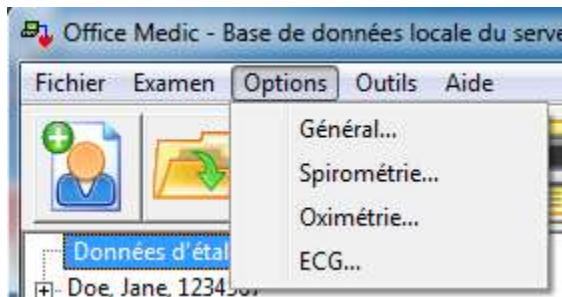 Office Medic - Base de données locale du serve
Fichier Examen Options Outils Aide
Général...
Spirométrie...
Oximétrie...
ECG...
Données d'étal
Doe, Jane, 1234567